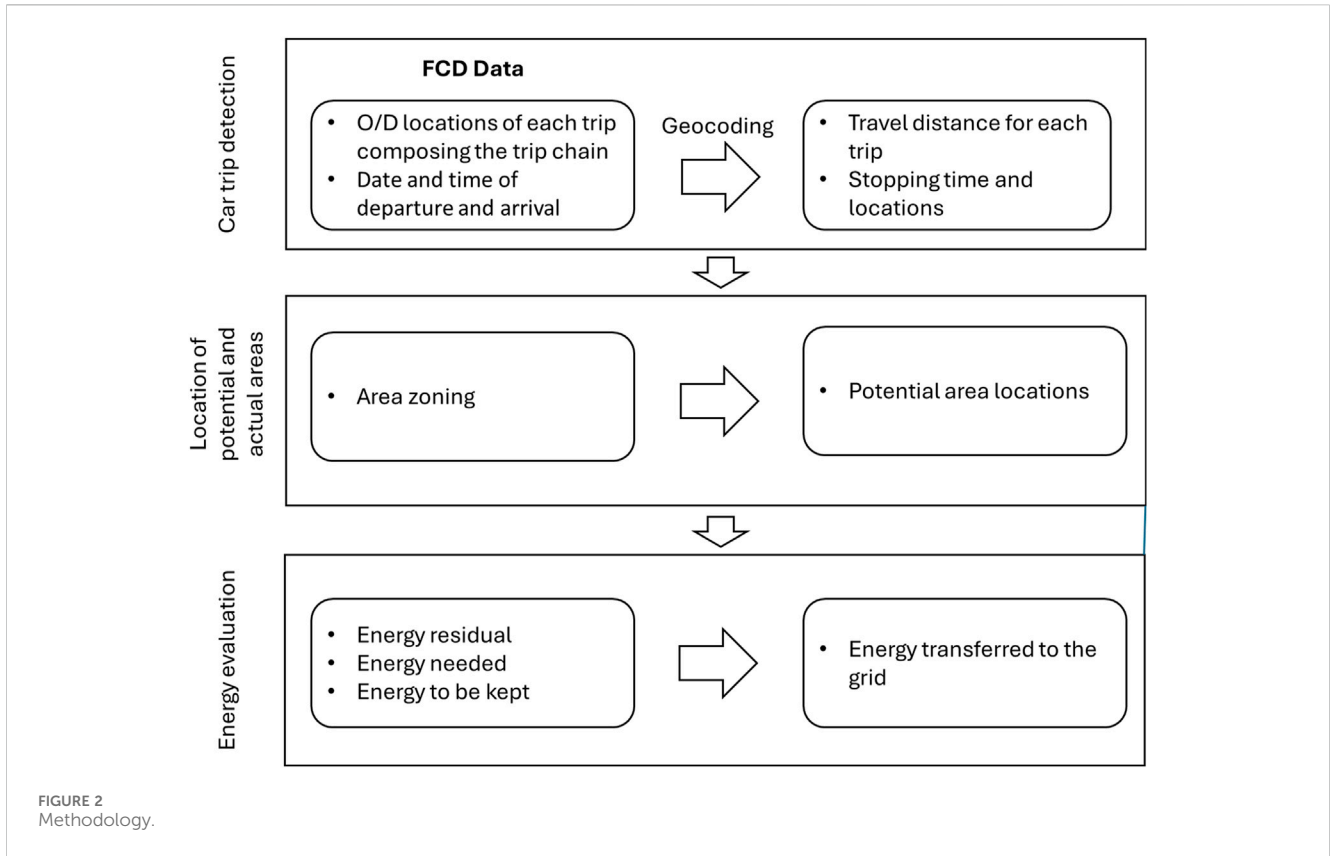 Car trip detection
FCD Data
• O/D locations of each trip
composing the trip chain
• Date and time of
departure and arrival
Geocoding
• Travel distance for each
trip
• Stopping time and
locations
Location of
potential and
actual areas
• Area zoning
• Potential area locations
Energy evaluation
• Energy residual
• Energy needed
• Energy to be kept
• Energy transferred to the
grid
FIGURE 2
Methodology.